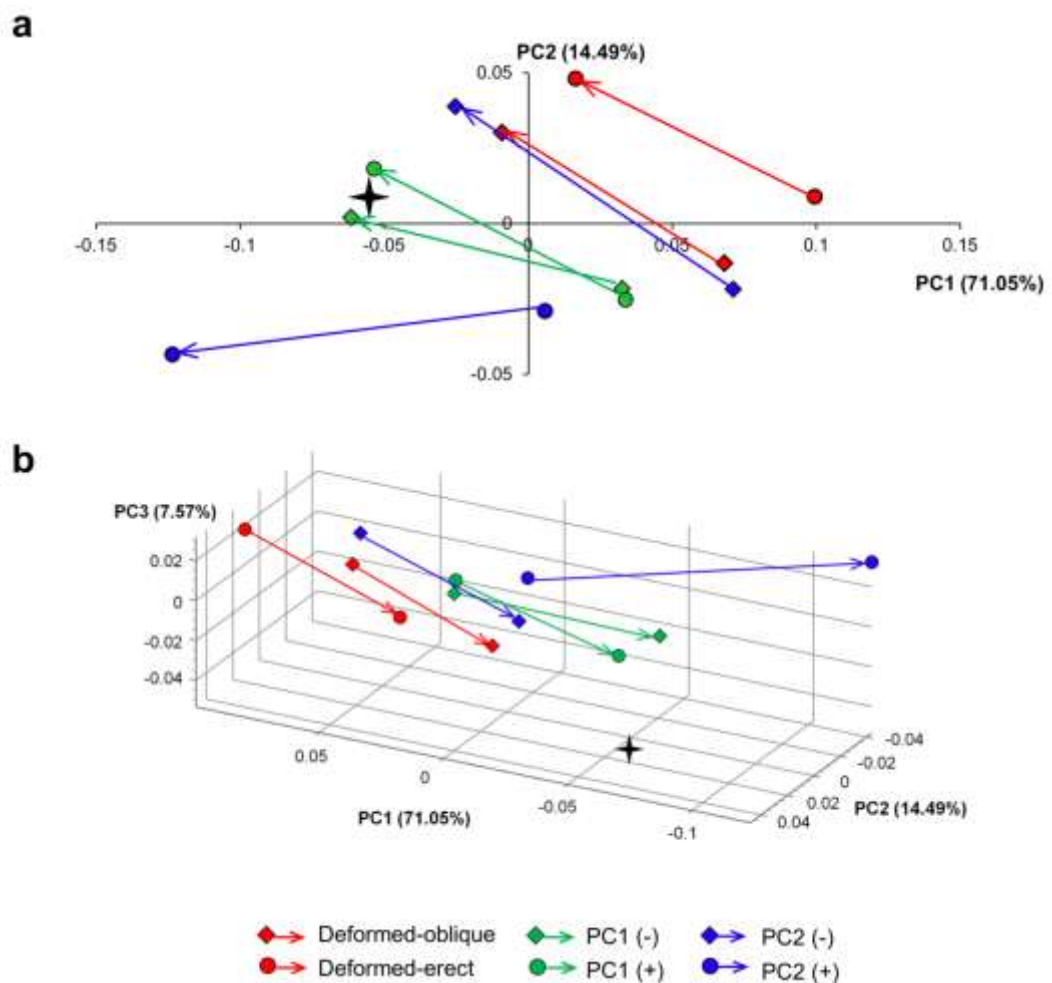 a
PC2 (14.49%)
0.05
0
-0.15
-0.1
-0.05
0
0.05
0.1
0.15
PC1 (71.05%)
-0.05
b
PC3 (7.57%)
0.02
0
-0.02
-0.04
0.05
0
-0.05
-0.1
PC1 (71.05%)
-0.04
-0.02
0
0.02
0.04
PC2 (14.49%)
Deformed-oblique PC1 (-) PC2 (-)
Deformed-erect PC1 (+) PC2 (+)